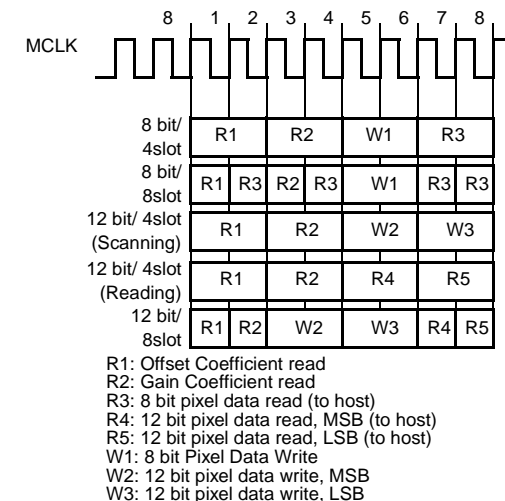 8 1 2 3 4 5 6 7 8
MCLK
8 bit/
4slot
R1 R2 W1 R3
8 bit/
8slot
R1 R3 R2 R3 W1 R3 R3
12 bit/ 4slot
(Scanning)
R1 R2 W2 W3
12 bit/ 4slot
(Reading)
R1 R2 R4 R5
12 bit/
8slot
R1 R2 W2 W3 R4 R5
R1: Offset Coefficient read
R2: Gain Coefficient read
R3: 8 bit pixel data read (to host)
R4: 12 bit pixel data read, MSB (to host)
R5: 12 bit pixel data read, LSB (to host)
W1: 8 bit Pixel Data Write
W2: 12 bit pixel data write, MSB
W3: 12 bit pixel data write, LSB